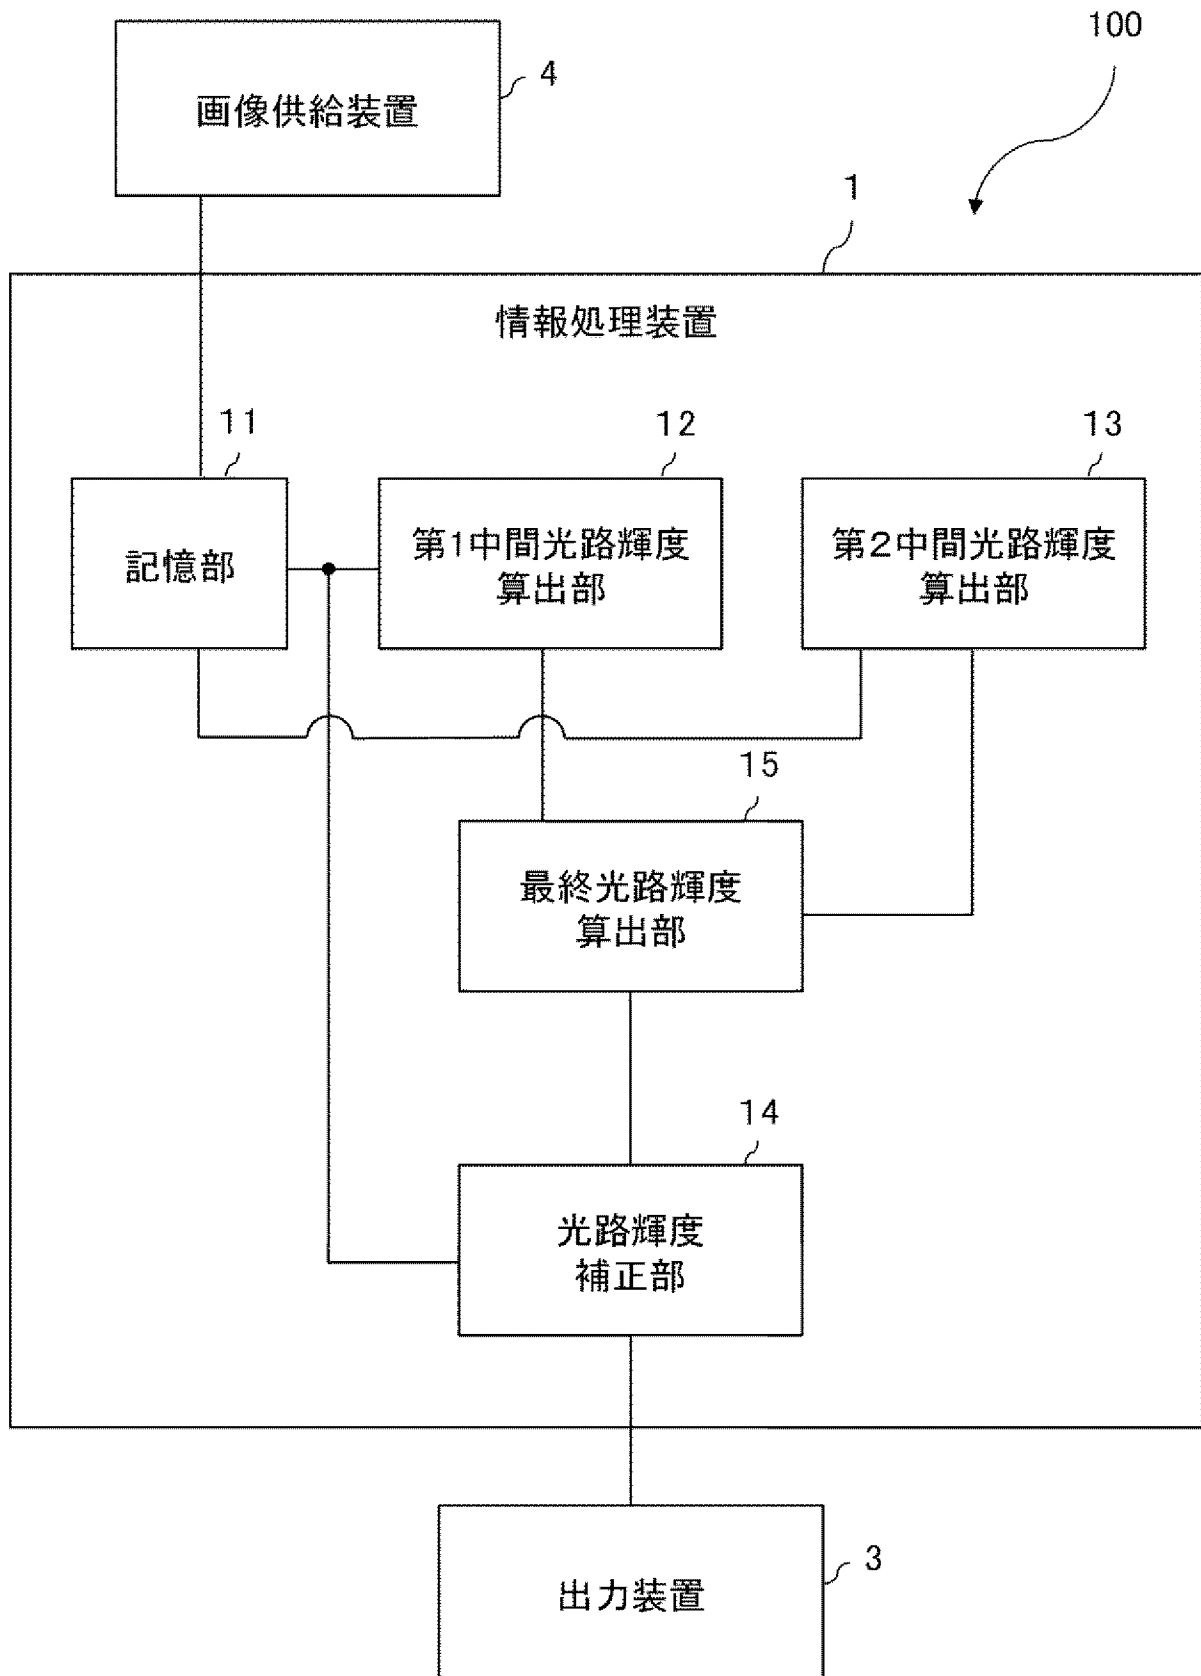 100
画像供給装置
4
1
情報処理装置
11
12
13
記憶部
第1中間光路輝度
算出部
第2中間光路輝度
算出部
15
最終光路輝度
算出部
14
光路輝度
補正部
出力装置
3